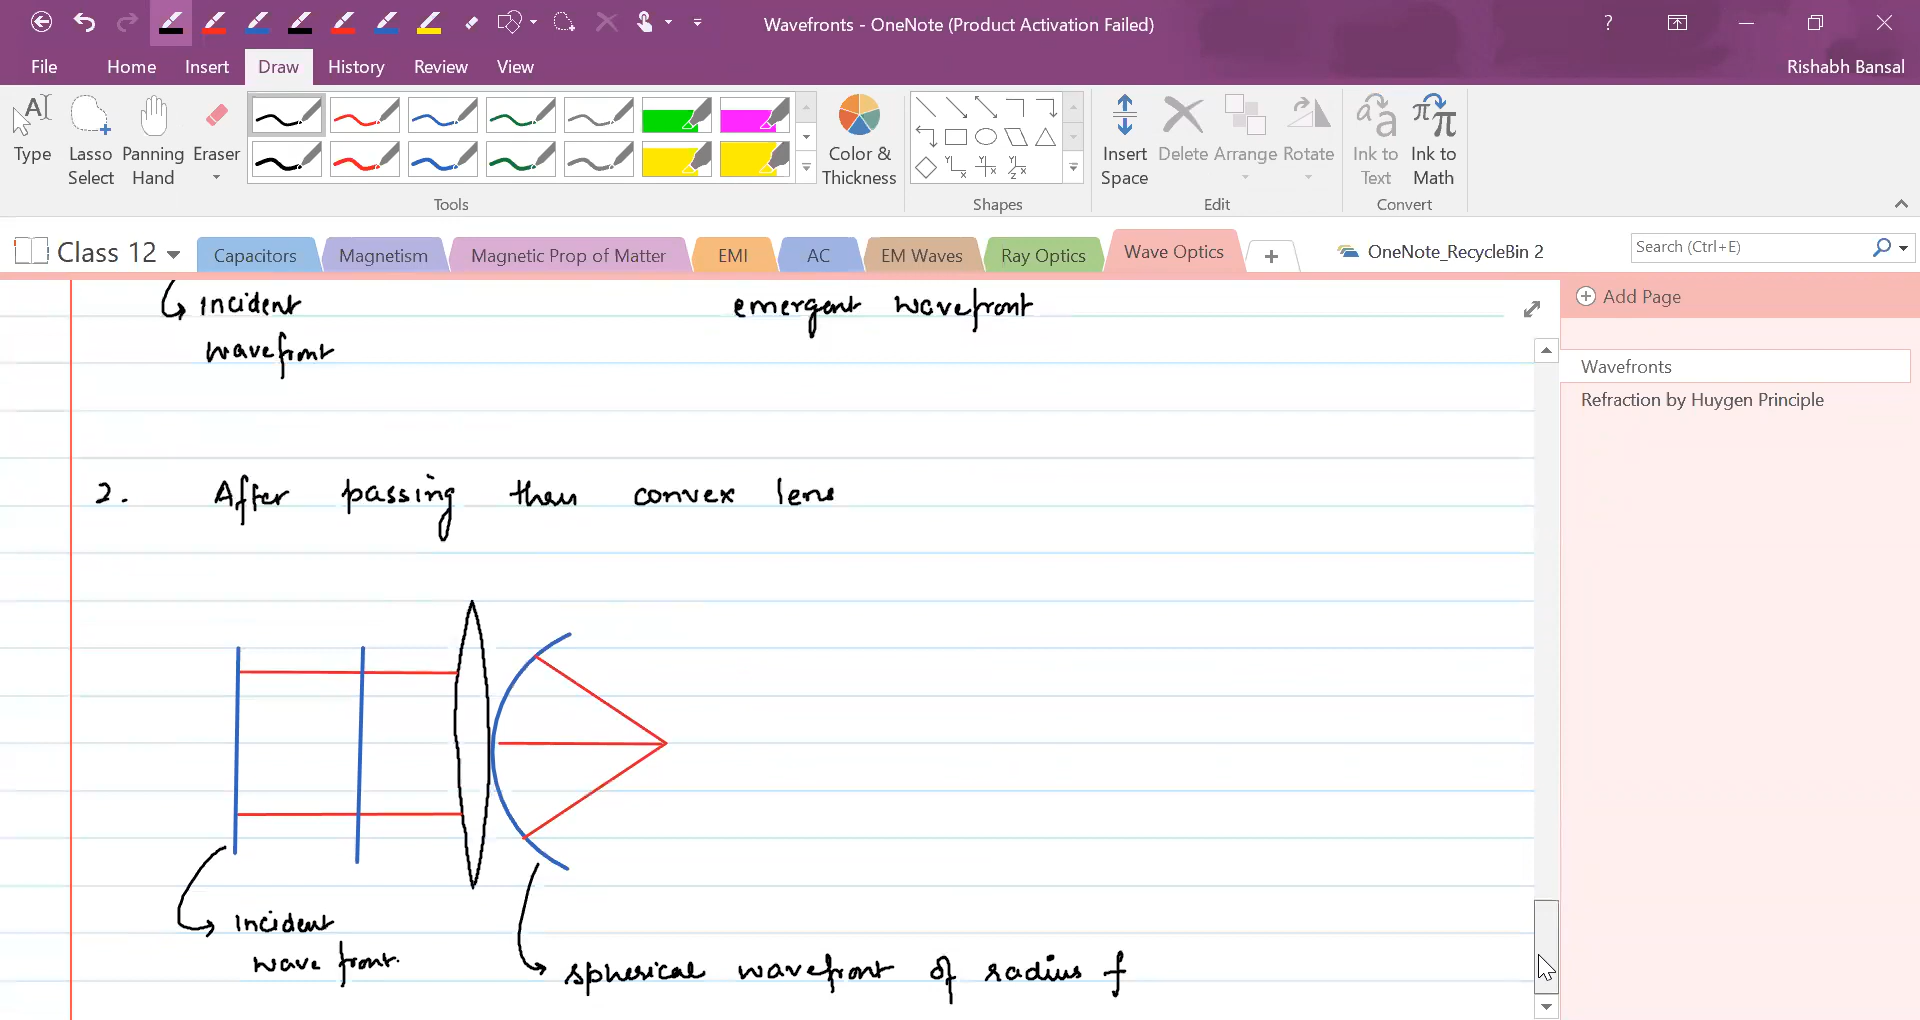 Wavefronts - OneNote (Product Activation Failed)
?
File Home Insert Draw History Review View
Rishabh Bansal
Type
Lasso Select
Panning Hand
Eraser
Color & Thickness
Insert Space
Delete
Arrange
Rotate
Ink to Text
Ink to Math
Tools
Shapes
Edit
Convert
Class 12
Capacitors
Magnetism
Magnetic Prop of Matter
EMI
AC
EM Waves
Ray Optics
Wave Optics
OneNote_RecycleBin 2
Search (Ctrl+E)
Add Page
Wavefronts
Refraction by Huygen Principle
incident
wavefront
emergent wavefront
2. After passing thru convex lens
incident
wave front.
spherical wavefront of radius f